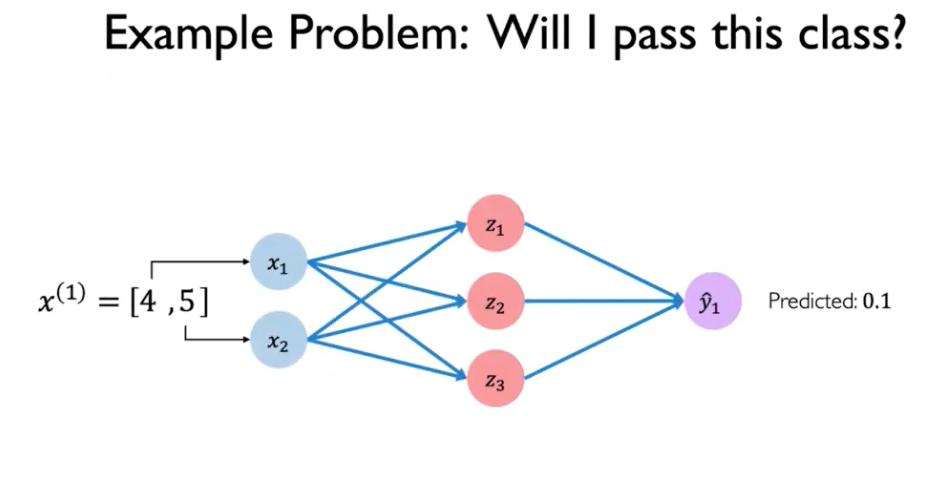 Example Problem: Will I pass this class?
x⁽¹⁾ = [4 ,5]
x₁
x₂
z₁
z₂
z₃
ŷ₁
Predicted: 0.1